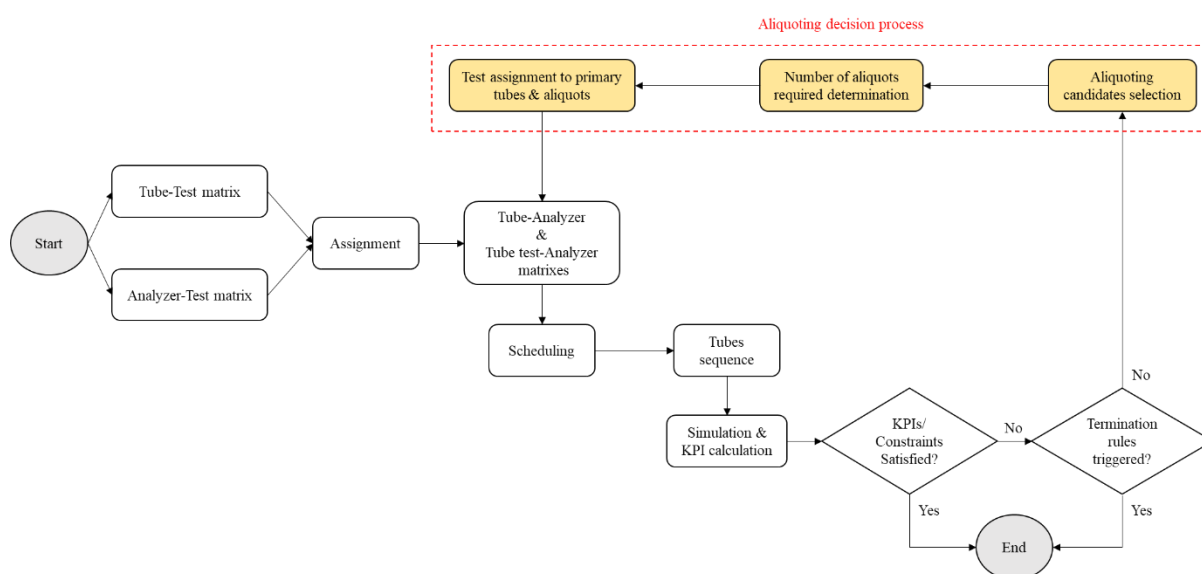 Aliquoting decision process
Test assignment to primary
tubes & aliquots
Number of aliquots
required determination
Aliquoting
candidates selection
Start
Tube-Test matrix
Analyzer-Test matrix
Assignment
Tube-Analyzer
&
Tube test-Analyzer
matrixes
Scheduling
Tubes
sequence
Simulation &
KPI calculation
KPIs/
Constraints
Satisfied?
No
Yes
Termination
rules
triggered?
No
Yes
End